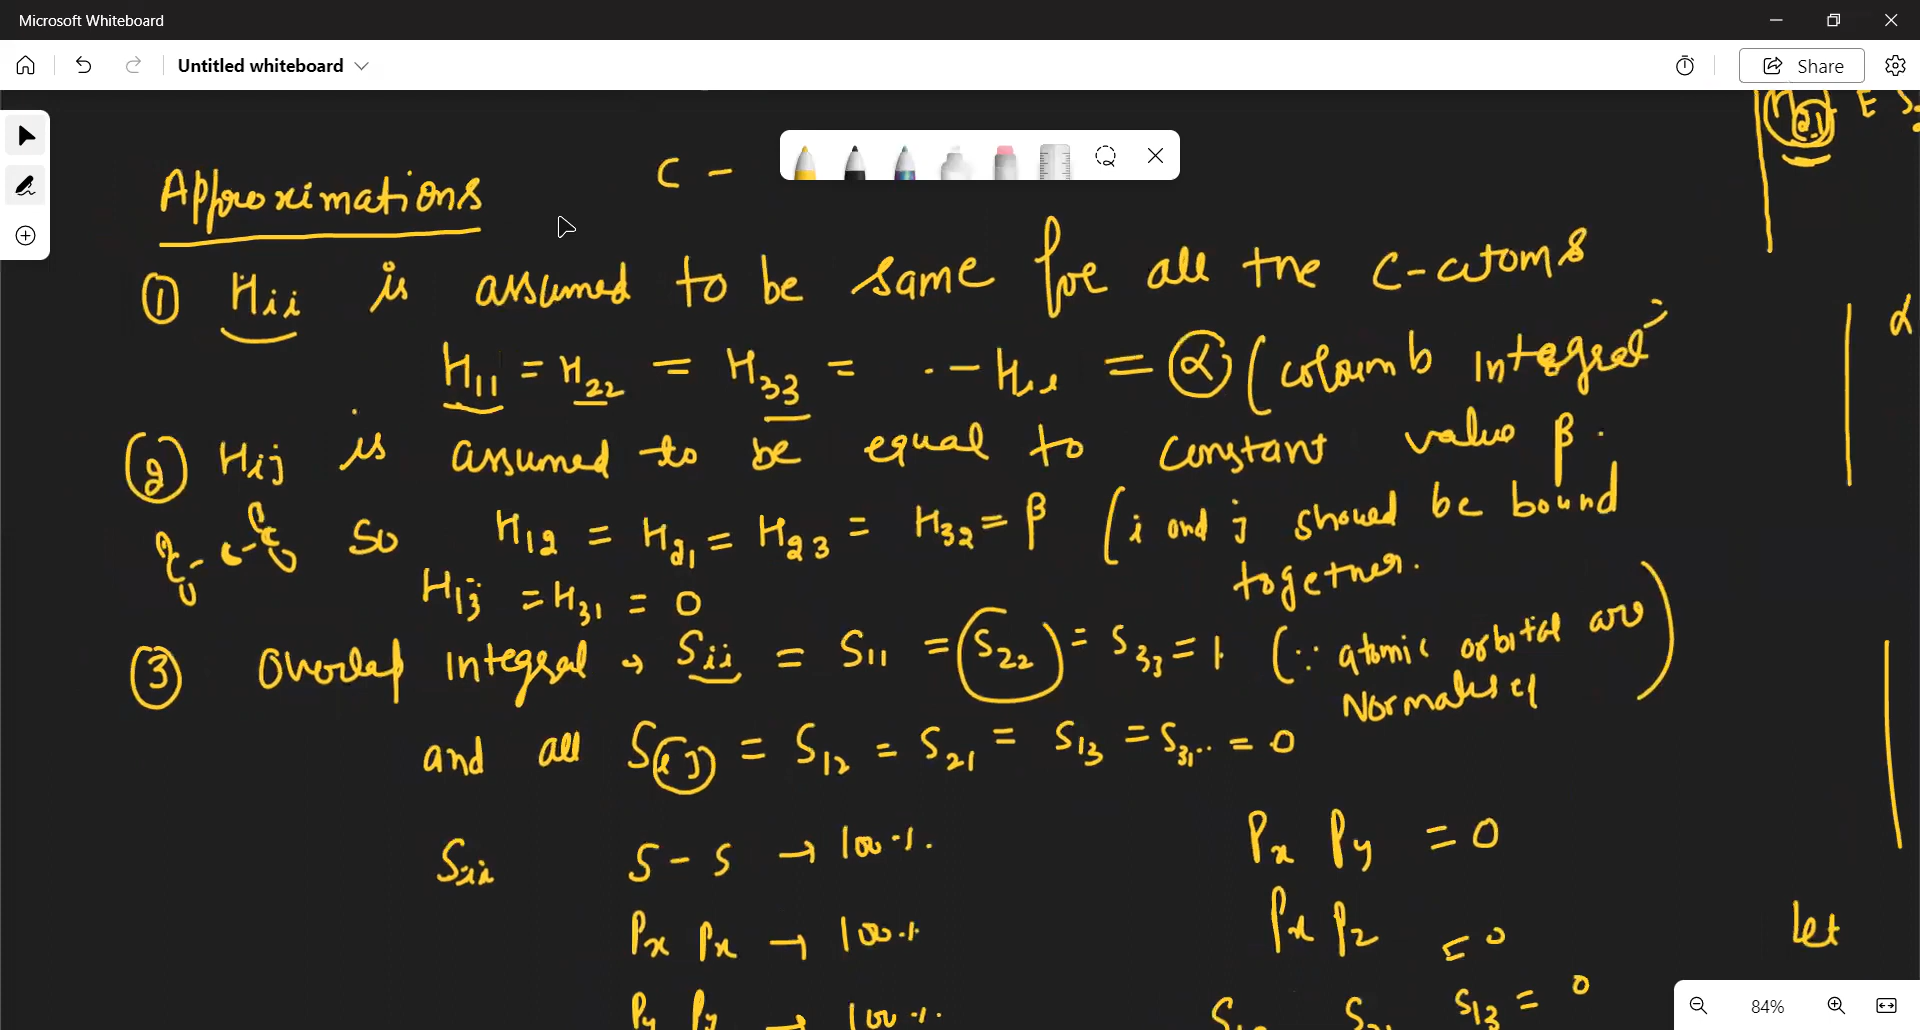 Microsoft Whiteboard
Untitled whiteboard
Share
Approximations
C -
① Hii is assumed to be same for all the C-atoms
H11 = H22 = H33 = ..- Hii = α (coloumb integral)
② Hij is assumed to be equal to constant value β.
So H12 = H21 = H23 = H32 = β (i and j should be bound
together.
H13 = H31 = 0
③ Overlap integral → Sii = S11 = S22 = S33 = 1 (∵ atomic orbital are
Normalised)
and all S(ij) = S12 = S21 = S13 = S31.. = 0
Sii S - S → 100%.
Px Py = 0
Px Px → 100%
Px Pz = 0
Let
Py Py → 100%.
S13 = 0
α
84%